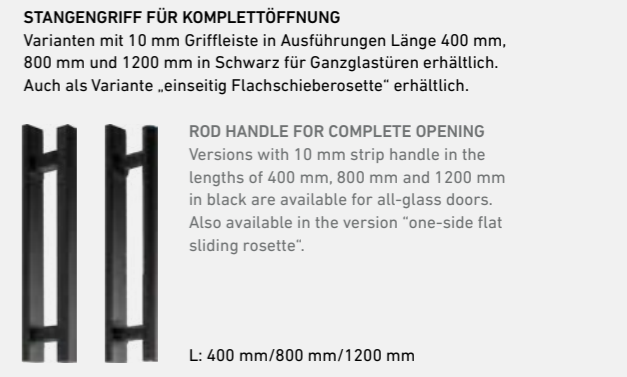 STANGENGRIFF FÜR KOMPLETTÖFFNUNG
Varianten mit 10 mm Griffleiste in Ausführungen Länge 400 mm,
800 mm und 1200 mm in Schwarz für Ganzglastüren erhältlich.
Auch als Variante „einseitig Flachschieberosette“ erhältlich.
ROD HANDLE FOR COMPLETE OPENING
Versions with 10 mm strip handle in the
lengths of 400 mm, 800 mm and 1200 mm
in black are available for all-glass doors.
Also available in the version “one-side flat
sliding rosette“.
L: 400 mm/800 mm/1200 mm